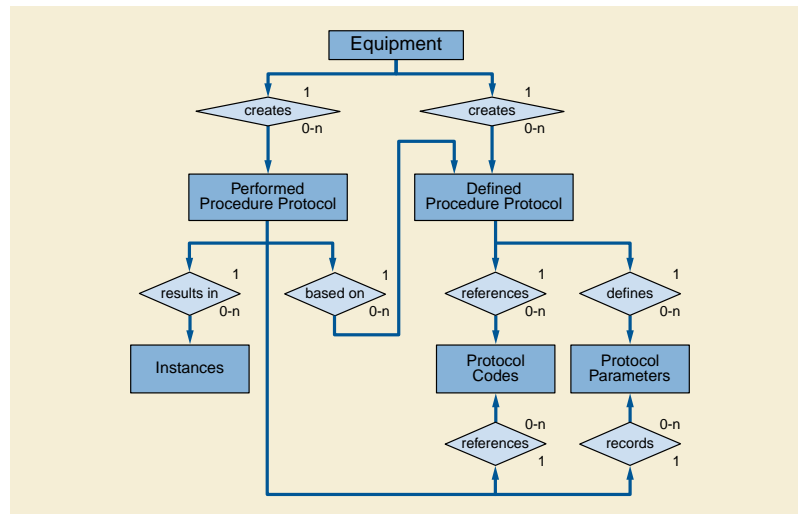 Equipment
1
creates
0-n
1
creates
0-n
Performed
Procedure Protocol
Defined
Procedure Protocol
1
results in
0-n
1
based on
0-n
1
references
0-n
1
defines
0-n
Instances
Protocol
Codes
Protocol
Parameters
0-n
references
1
0-n
records
1